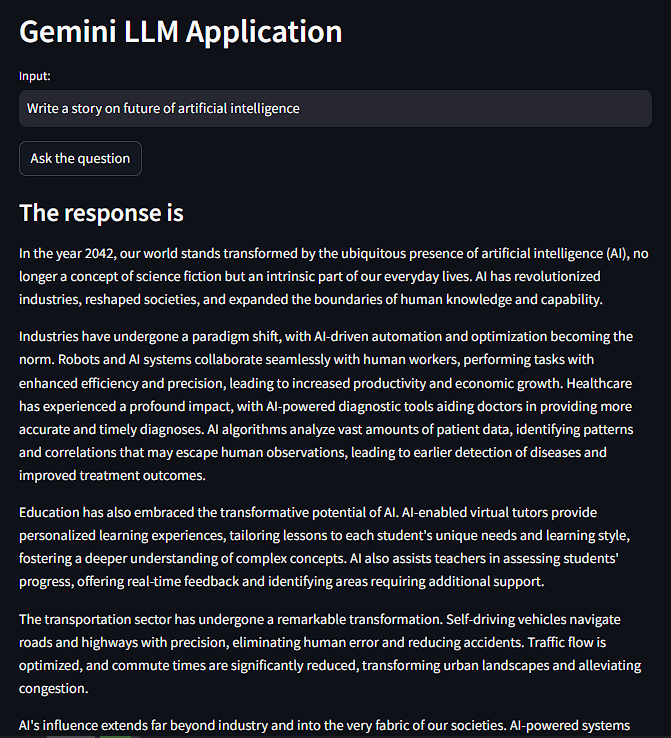 Gemini LLM Application
Input:
Write a story on future of artificial intelligence
Ask the question
The response is
In the year 2042, our world stands transformed by the ubiquitous presence of artificial intelligence (AI), no
longer a concept of science fiction but an intrinsic part of our everyday lives. AI has revolutionized
industries, reshaped societies, and expanded the boundaries of human knowledge and capability.
Industries have undergone a paradigm shift, with AI-driven automation and optimization becoming the
norm. Robots and AI systems collaborate seamlessly with human workers, performing tasks with
enhanced efficiency and precision, leading to increased productivity and economic growth. Healthcare
has experienced a profound impact, with AI-powered diagnostic tools aiding doctors in providing more
accurate and timely diagnoses. AI algorithms analyze vast amounts of patient data, identifying patterns
and correlations that may escape human observations, leading to earlier detection of diseases and
improved treatment outcomes.
Education has also embraced the transformative potential of AI. AI-enabled virtual tutors provide
personalized learning experiences, tailoring lessons to each student's unique needs and learning style,
fostering a deeper understanding of complex concepts. AI also assists teachers in assessing students'
progress, offering real-time feedback and identifying areas requiring additional support.
The transportation sector has undergone a remarkable transformation. Self-driving vehicles navigate
roads and highways with precision, eliminating human error and reducing accidents. Traffic flow is
optimized, and commute times are significantly reduced, transforming urban landscapes and alleviating
congestion.
AI's influence extends far beyond industry and into the very fabric of our societies. AI-powered systems